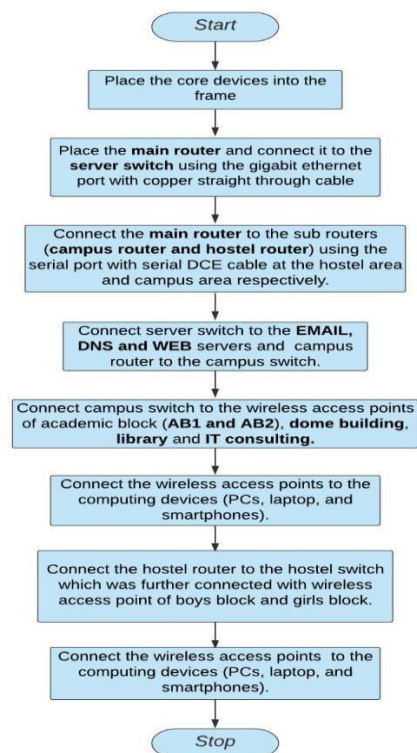 Start
Place the core devices into the
frame
Place the main router and connect it to the
server switch using the gigabit ethernet
port with copper straight through cable
Connect the main router to the sub routers
(campus router and hostel router) using the
serial port with serial DCE cable at the hostel area
and campus area respectively.
Connect server switch to the EMAIL,
DNS and WEB servers and campus
router to the campus switch.
Connect campus switch to the wireless access points
of academic block (AB1 and AB2), dome building,
library and IT consulting.
Connect the wireless access points to the
computing devices (PCs, laptop, and
smartphones).
Connect the hostel router to the hostel switch
which was further connected with wireless
access point of boys block and girls block.
Connect the wireless access points to the
computing devices (PCs, laptop, and
smartphones).
Stop